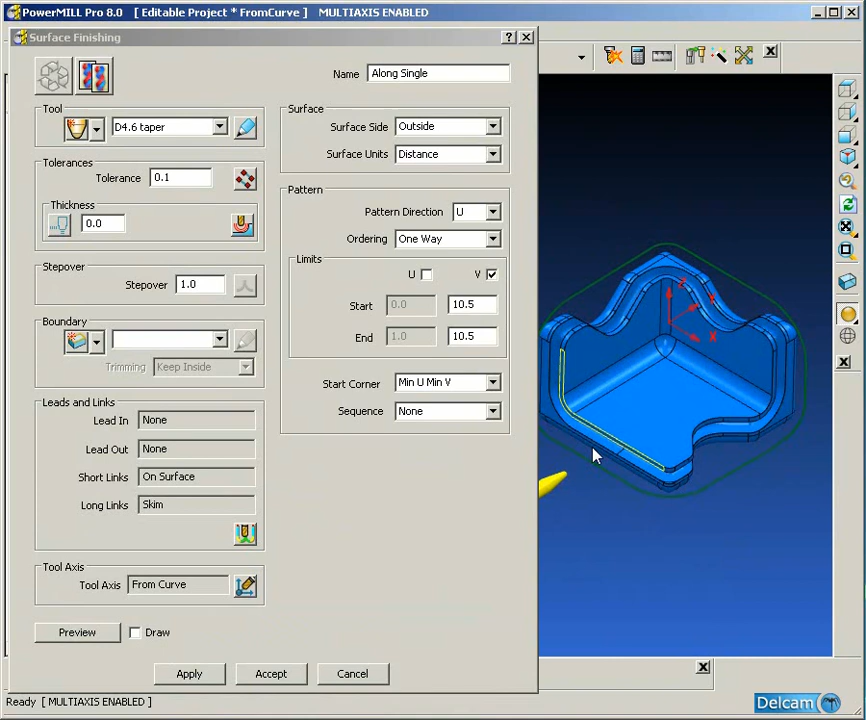 PowerMILL Pro 8.0 [ Editable Project * FromCurve ] MULTIAXIS ENABLED
Surface Finishing
Name Along Single
Tool
D4.6 taper
Tolerances
Tolerance 0.1
Thickness
0.0
Stepover
Stepover 1.0
Boundary
Trimming Keep Inside
Leads and Links
Lead In None
Lead Out None
Short Links On Surface
Long Links Skim
Tool Axis
Tool Axis From Curve
Preview Draw
Surface
Surface Side Outside
Surface Units Distance
Pattern
Pattern Direction U
Ordering One Way
Limits
U V
Start 0.0 10.5
End 1.0 10.5
Start Corner Min U Min V
Sequence None
Apply Accept Cancel
Z
X
Ready [ MULTIAXIS ENABLED ]
Delcam